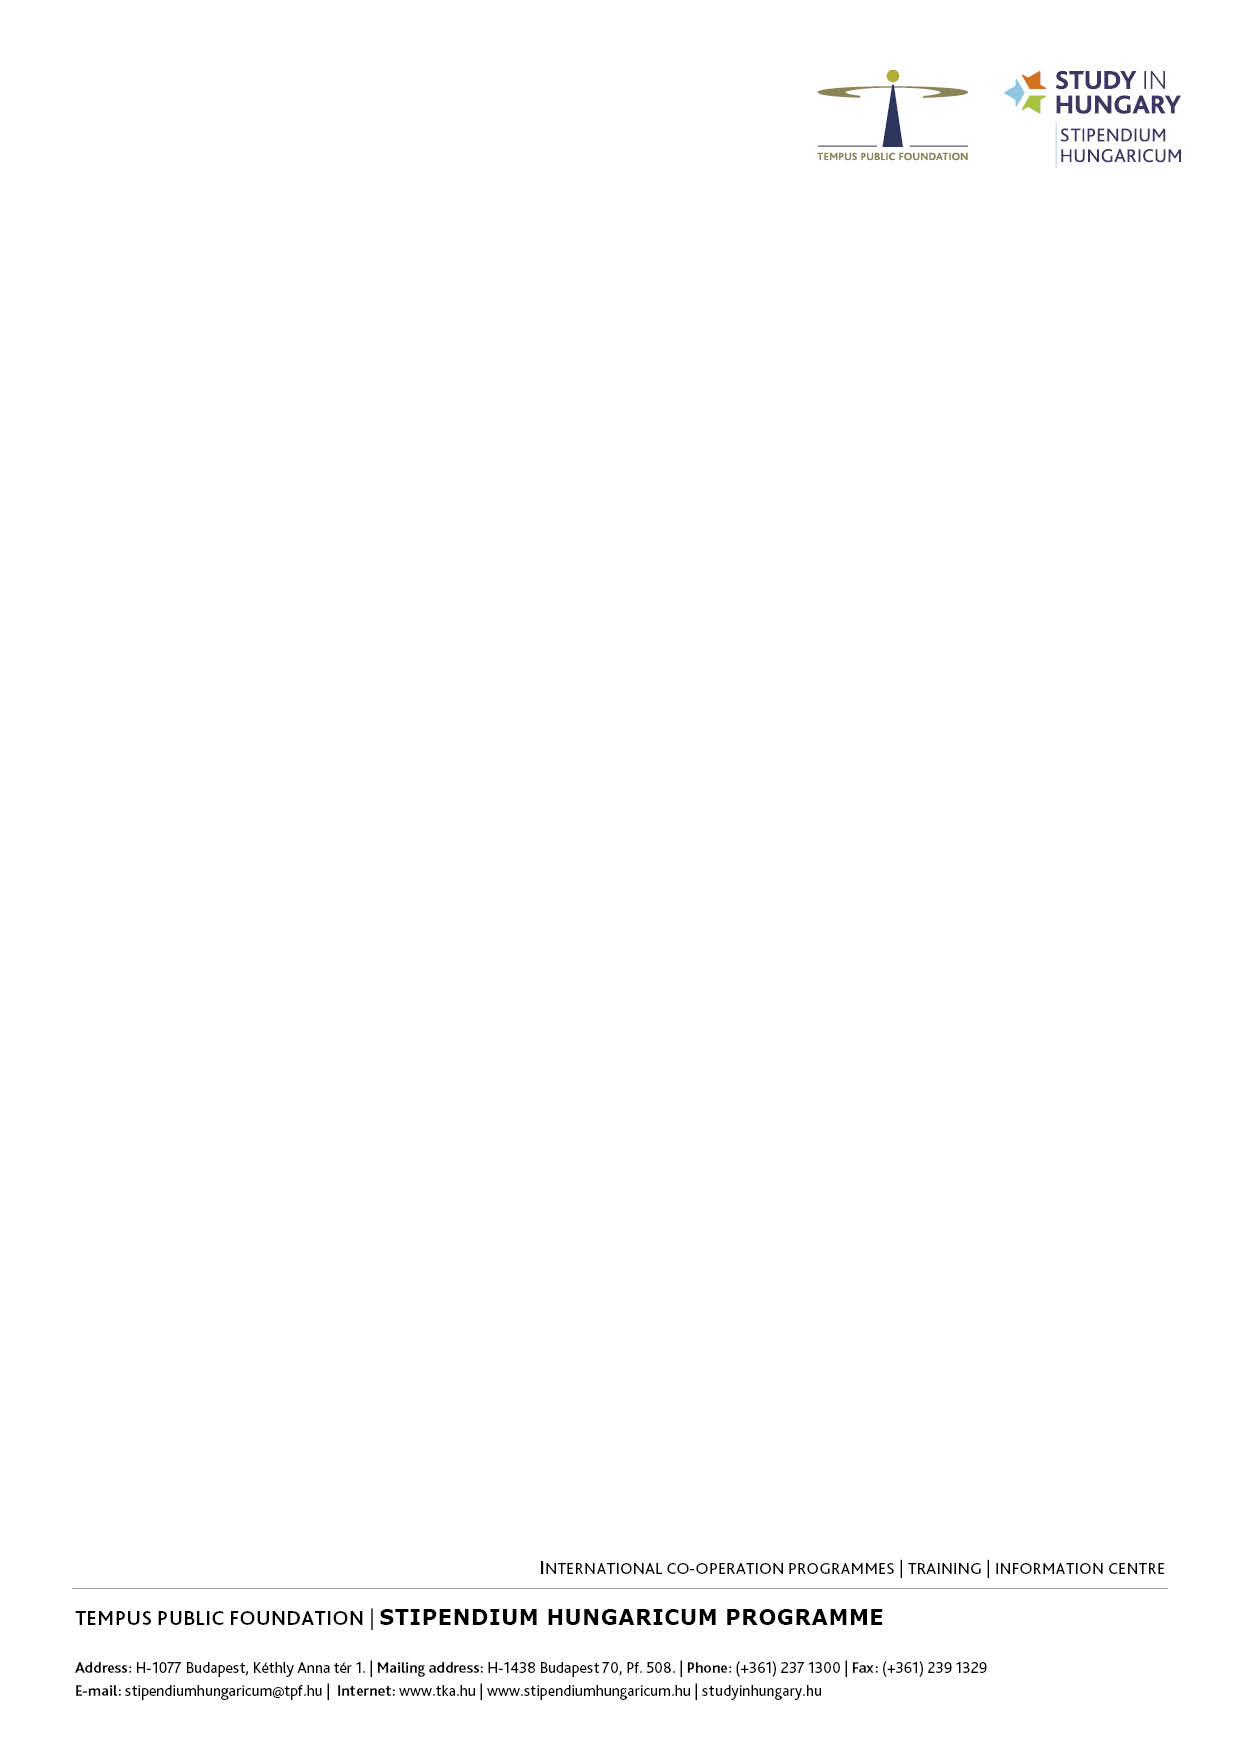 TEMPUS PUBLIC FOUNDATION
STUDY IN
HUNGARY
STIPENDIUM
HUNGARICUM
INTERNATIONAL CO-OPERATION PROGRAMMES | TRAINING | INFORMATION CENTRE
TEMPUS PUBLIC FOUNDATION | STIPENDIUM HUNGARICUM PROGRAMME
Address: H-1077 Budapest, Kéthly Anna tér 1. | Mailing address: H-1438 Budapest 70, Pf. 508. | Phone: (+361) 237 1300 | Fax: (+361) 239 1329
E-mail: stipendiumhungaricum@tpf.hu | Internet: www.tka.hu | www.stipendiumhungaricum.hu | studyinhungary.hu